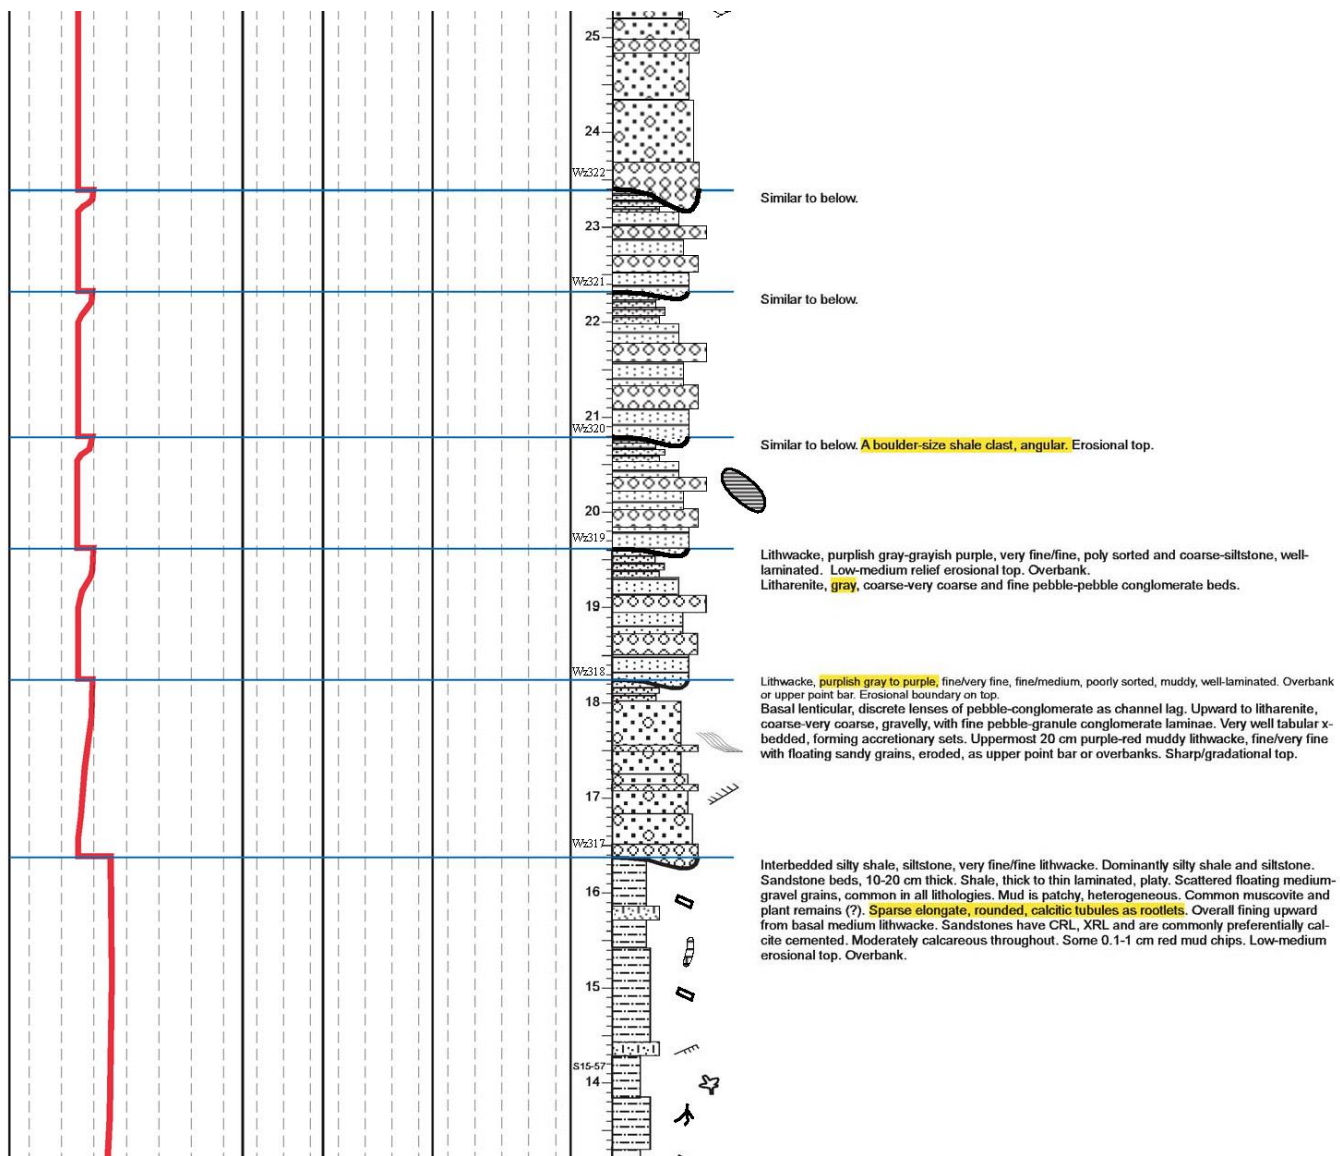 25
24
Wz322
Similar to below.
23
Wz321
Similar to below.
22
21
Wz320
Similar to below. A boulder-size shale clast, angular. Erosional top.
20
Wz319
Lithwacke, purplish gray-grayish purple, very fine/fine, poly sorted and coarse-siltstone, well-
laminated. Low-medium relief erosional top. Overbank.
Litharenite, gray, coarse-very coarse and fine pebble-pebble conglomerate beds.
19
Wz318
Lithwacke, purplish gray to purple, fine/very fine, fine/medium, poorly sorted, muddy, well-laminated. Overbank
or upper point bar. Erosional boundary on top.
18
Basal lenticular, discrete lenses of pebble-conglomerate as channel lag. Upward to litharenite,
coarse-very coarse, gravelly, with fine pebble-granule conglomerate laminae. Very well tabular x-
bedded, forming accretionary sets. Uppermost 20 cm purple-red muddy lithwacke, fine/very fine
with floating sandy grains, eroded, as upper point bar or overbanks. Sharp/gradational top.
17
Wz317
Interbedded silty shale, siltstone, very fine/fine lithwacke. Dominantly silty shale and siltstone.
Sandstone beds, 10-20 cm thick. Shale, thick to thin laminated, platy. Scattered floating medium-
gravel grains, common in all lithologies. Mud is patchy, heterogeneous. Common muscovite and
plant remains (?). Sparse elongate, rounded, calcitic tubules as rootlets. Overall fining upward
from basal medium lithwacke. Sandstones have CRL, XRL and are commonly preferentially cal-
cite cemented. Moderately calcareous throughout. Some 0.1-1 cm red mud chips. Low-medium
erosional top. Overbank.
16
15
S15-57
14